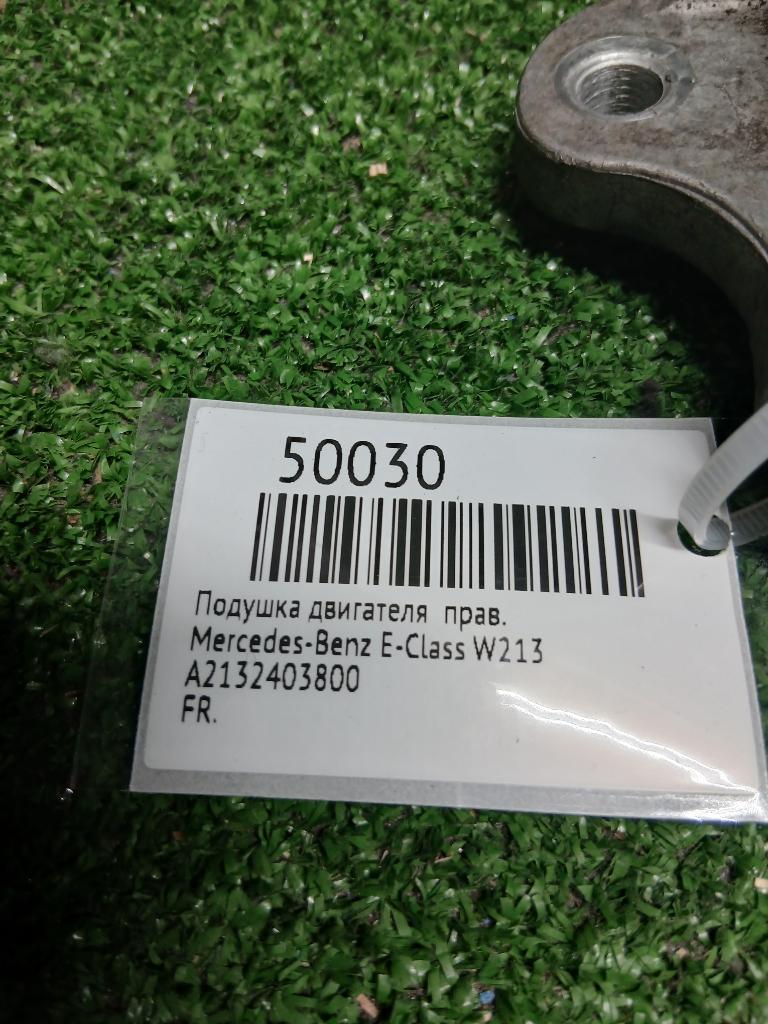 50030
Подушка двигателя прав.
Mercedes-Benz E-Class W213
A2132403800
FR.